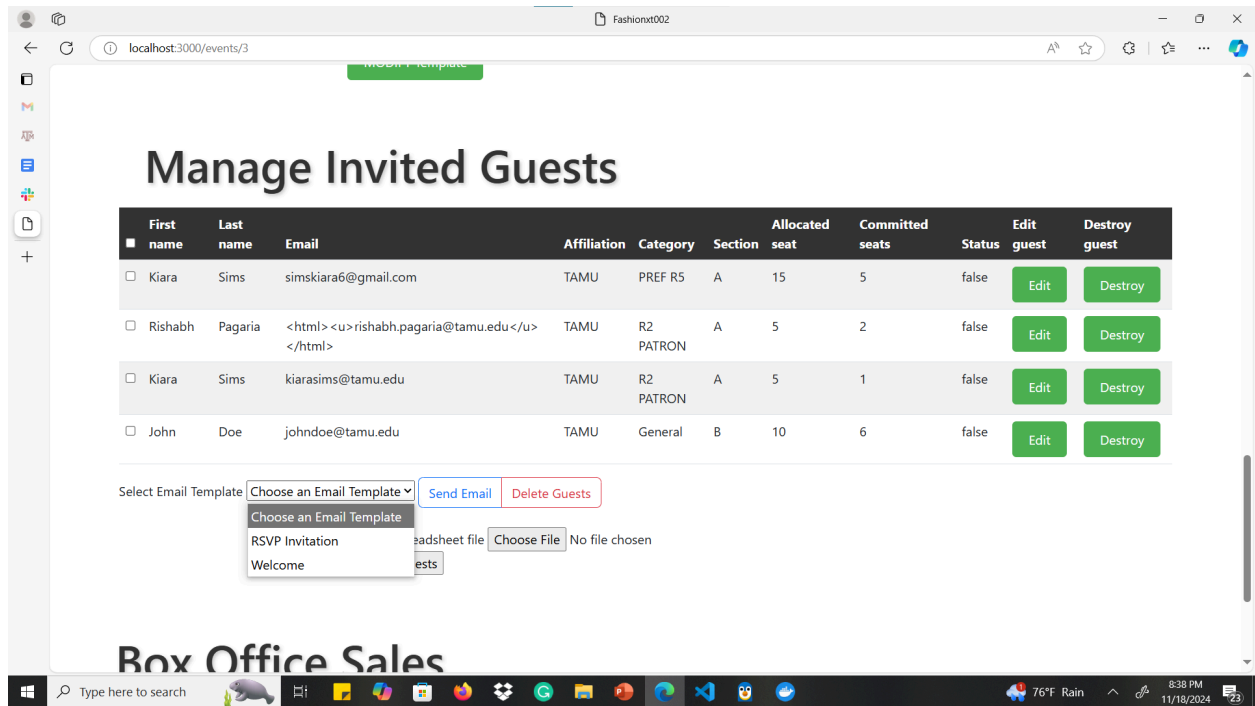 Fashionxt002
localhost:3000/events/3
MODIFY Template
Manage Invited Guests
First name Last name Email Affiliation Category Section Allocated seat Committed seats Status Edit guest Destroy guest
Kiara Sims simskiara6@gmail.com TAMU PREF R5 A 15 5 false Edit Destroy
Rishabh Pagaria <html><u>rishabh.pagaria@tamu.edu</u></html> TAMU R2 PATRON A 5 2 false Edit Destroy
Kiara Sims kiarasims@tamu.edu TAMU R2 PATRON A 5 1 false Edit Destroy
John Doe johndoe@tamu.edu TAMU General B 10 6 false Edit Destroy
Select Email Template Choose an Email Template Send Email Delete Guests
Choose an Email Template
RSVP Invitation
Welcome
eadsheet file Choose File No file chosen
ests
Box Office Sales
Type here to search 76°F Rain 8:38 PM
11/18/2024
23